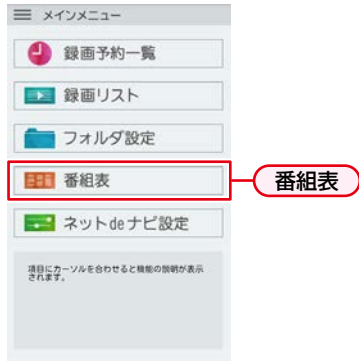 メインメニュー
録画予約一覧
録画リスト
フォルダ設定
番組表
番組表
ネットdeナビ設定
項目にカーソルを合わせると機能の説明が表示
されます。